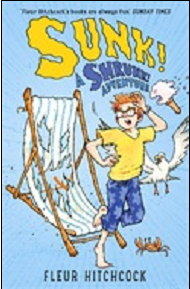 'Fleur Hitchcock's books are always fun' SUNDAY TIMES
SUNK!
A SHRUNK!
ADVENTURE
FLEUR HITCHCOCK